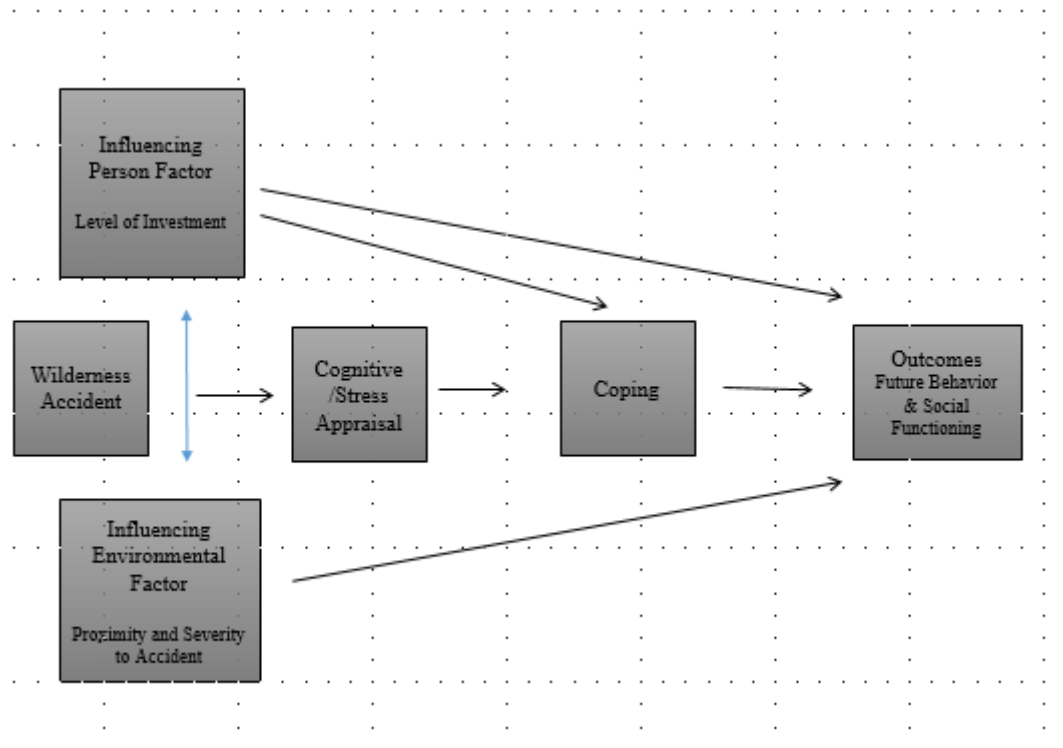 Influencing
Person Factor
Level of Investment
Wilderness
Accident
Cognitive
/Stress
Appraisal
Coping
Outcomes
Future Behavior
& Social
Functioning
Influencing
Environmental
Factor
Proximity and Severity
to Accident